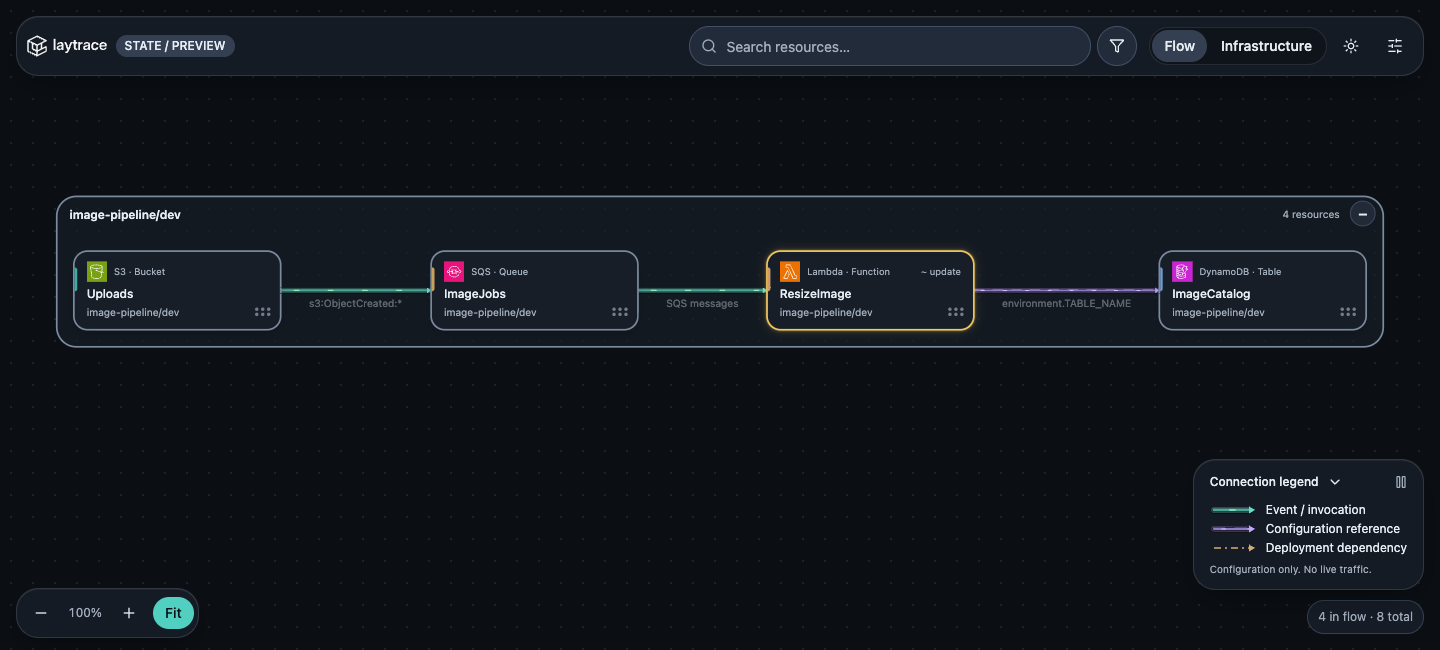 laytrace
STATE / PREVIEW
Search resources...
Flow
Infrastructure
image-pipeline/dev
4 resources
S3 · Bucket
Uploads
image-pipeline/dev
s3:ObjectCreated:*
SQS · Queue
ImageJobs
image-pipeline/dev
SQS messages
Lambda · Function
~ update
ResizeImage
image-pipeline/dev
environment.TABLE_NAME
DynamoDB · Table
ImageCatalog
image-pipeline/dev
Connection legend
Event / invocation
Configuration reference
Deployment dependency
Configuration only. No live traffic.
100%
Fit
4 in flow · 8 total